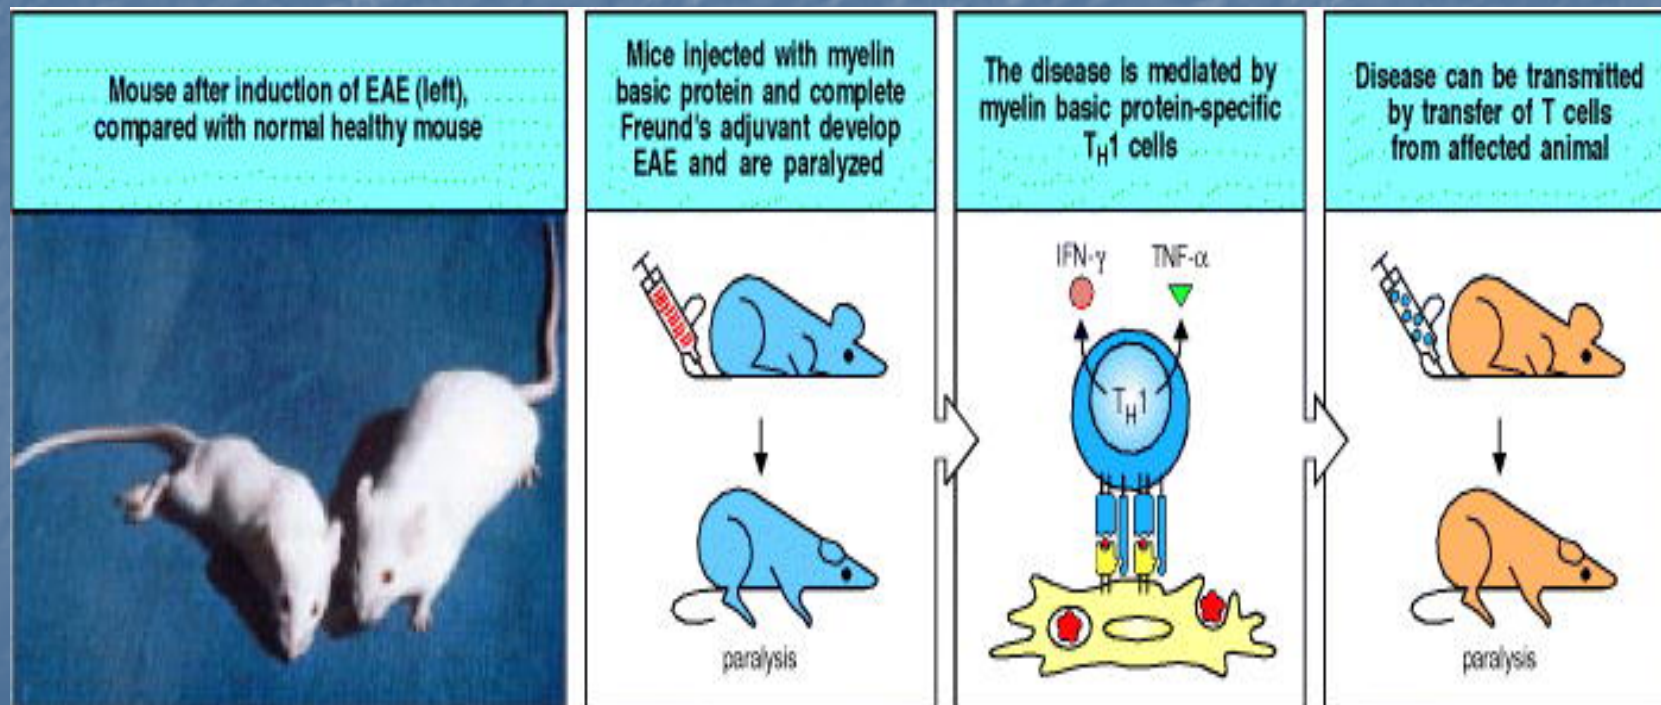 Mouse after induction of EAE (left),
compared with normal healthy mouse
Mice injected with myelin
basic protein and complete
Freund's adjuvant develop
EAE and are paralyzed
The disease is mediated by
myelin basic protein-specific
T_H1 cells
Disease can be transmitted
by transfer of T cells
from affected animal
paralysis
IFN-γ TNF-α
T_H1
paralysis